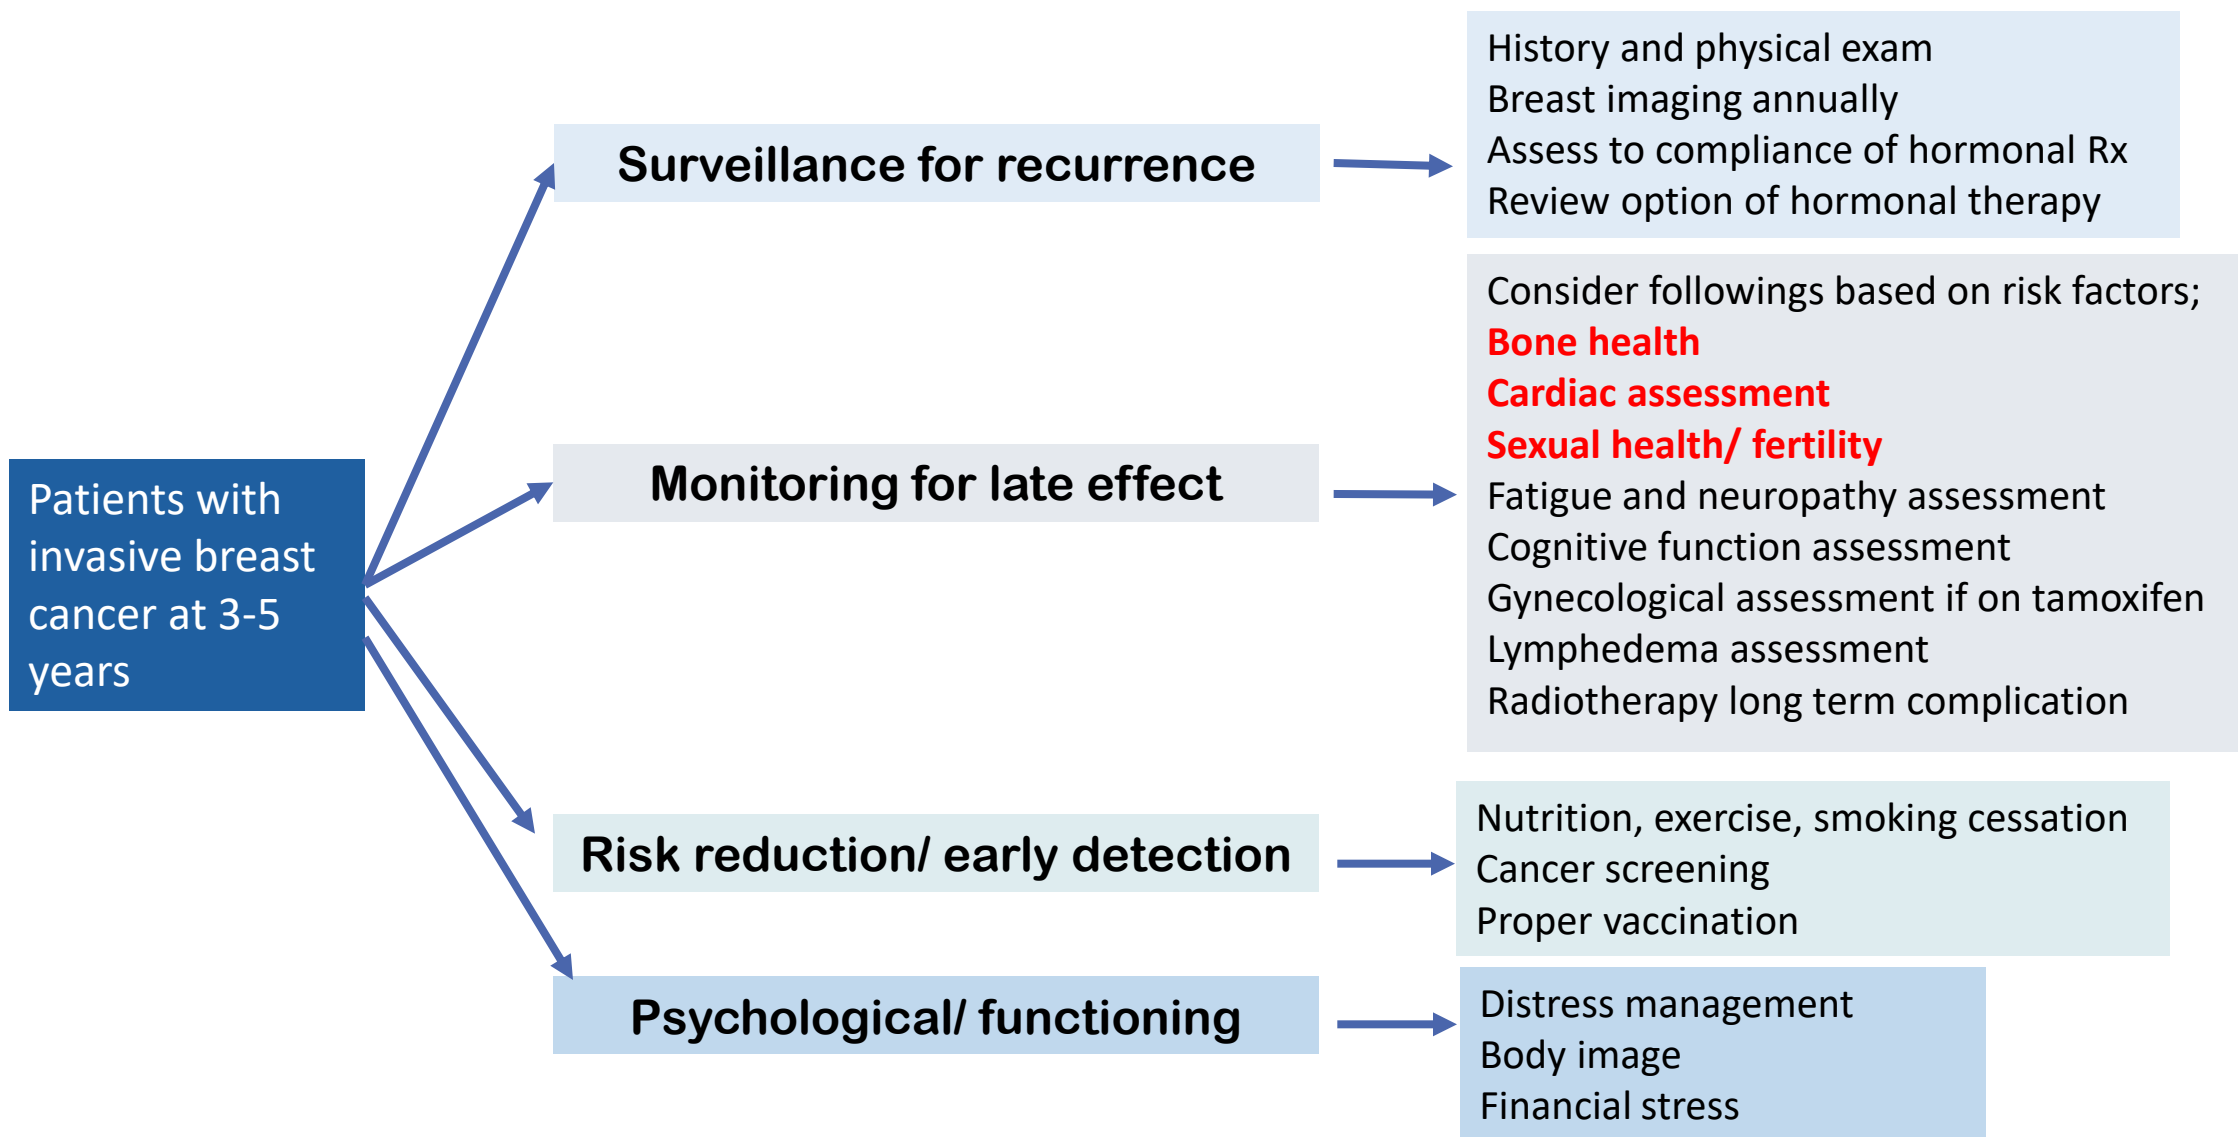 Patients with
invasive breast
cancer at 3-5
years
Surveillance for recurrence
History and physical exam
Breast imaging annually
Assess to compliance of hormonal Rx
Review option of hormonal therapy
Monitoring for late effect
Consider followings based on risk factors;
Bone health
Cardiac assessment
Sexual health/ fertility
Fatigue and neuropathy assessment
Cognitive function assessment
Gynecological assessment if on tamoxifen
Lymphedema assessment
Radiotherapy long term complication
Risk reduction/ early detection
Nutrition, exercise, smoking cessation
Cancer screening
Proper vaccination
Psychological/ functioning
Distress management
Body image
Financial stress